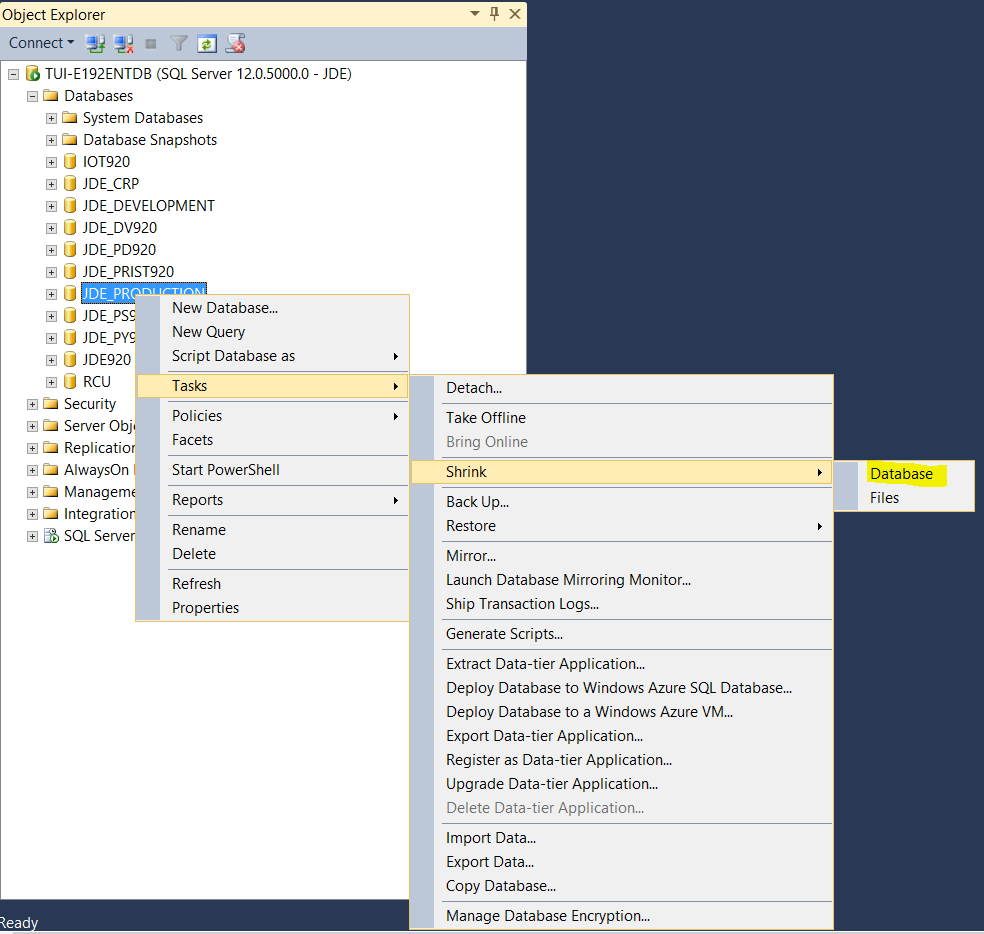 Object Explorer
Connect
TUI-E192ENTDB (SQL Server 12.0.5000.0 - JDE)
Databases
System Databases
Database Snapshots
IOT920
JDE_CRP
JDE_DEVELOPMENT
JDE_DV920
JDE_PD920
JDE_PRIST920
JDE_PRODUCTION
JDE_PS9
JDE_PY9
JDE920
RCU
Security
Server Obj
Replication
AlwaysOn
Manageme
Integration
SQL Server
New Database...
New Query
Script Database as
Tasks
Policies
Facets
Start PowerShell
Reports
Rename
Delete
Refresh
Properties
Detach...
Take Offline
Bring Online
Shrink
Back Up...
Restore
Mirror...
Launch Database Mirroring Monitor...
Ship Transaction Logs...
Generate Scripts...
Extract Data-tier Application...
Deploy Database to Windows Azure SQL Database...
Deploy Database to a Windows Azure VM...
Export Data-tier Application...
Register as Data-tier Application...
Upgrade Data-tier Application...
Delete Data-tier Application...
Import Data...
Export Data...
Copy Database...
Manage Database Encryption...
Database
Files
Ready